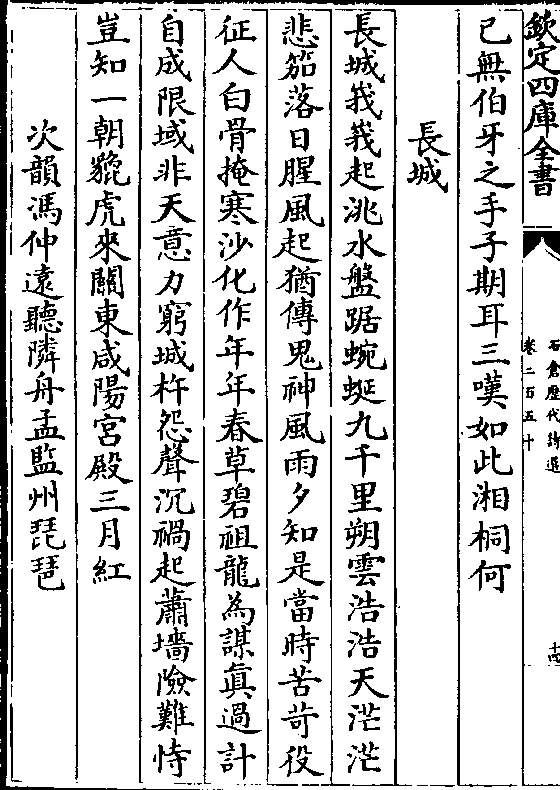 欽定四庫全書
石倉歷代詩選
卷二百五十
十四
已無伯牙之手子期耳三嘆如此湘桐何
長城
長城峩峩起洮水盤踞蜿蜒九千里朔雲浩浩天茫茫
悲笳落日腥風起猶傳鬼神風雨夕知是當時苦苛役
征人白骨掩寒沙化作年年春草碧祖龍為謀真過計
自成限域非天意力窮城杵怨聲沉禍起蕭墻險難恃
豈知一朝貔虎來關東咸陽宮殿三月紅
次韻馮仲遠聽隣舟孟監州琵琶